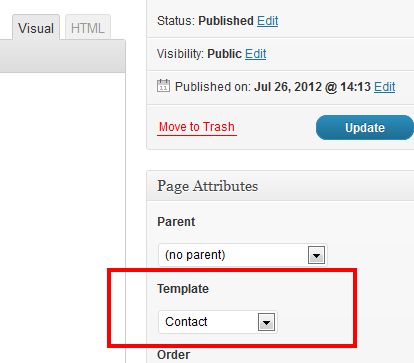 Visual HTML
Status: Published Edit
Visibility: Public Edit
11
Published on: Jul 26, 2012 @ 14:13 Edit
Move to Trash Update
Page Attributes
Parent
(no parent)
Template
Contact
Order